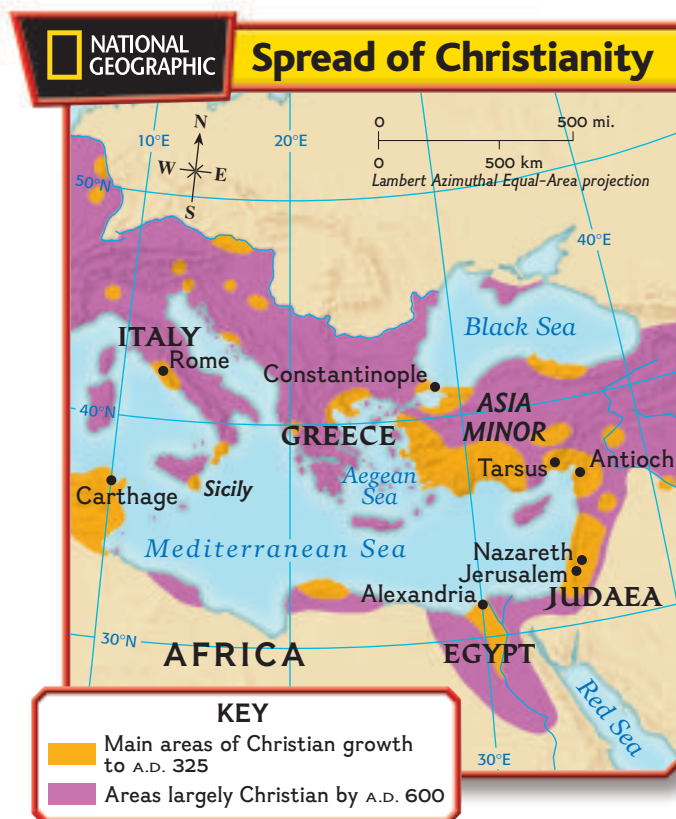 NATIONAL
GEOGRAPHIC
Spread of Christianity
N
W E
S
10°E
20°E
0 500 mi.
0 500 km
Lambert Azimuthal Equal-Area projection
50°N
40°E
Black Sea
ITALY
Rome
Constantinople
40°N
ASIA
MINOR
GREECE
Tarsus
Antioch
Aegean
Sea
Carthage
Sicily
Mediterranean Sea
Nazareth
Jerusalem
JUDAEA
Alexandria
30°N
AFRICA
EGYPT
Red Sea
30°E
KEY
Main areas of Christian growth
to A.D. 325
Areas largely Christian by A.D. 600